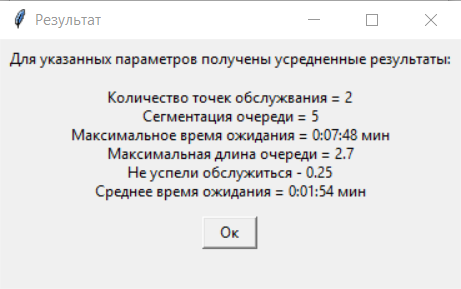 Результат
Для указанных параметров получены усредненные результаты:
Количество точек обслужвания = 2
Сегментация очереди = 5
Максимальное время ожидания = 0:07:48 мин
Максимальная длина очереди = 2.7
Не успели обслужиться - 0.25
Среднее время ожидания = 0:01:54 мин
Ок